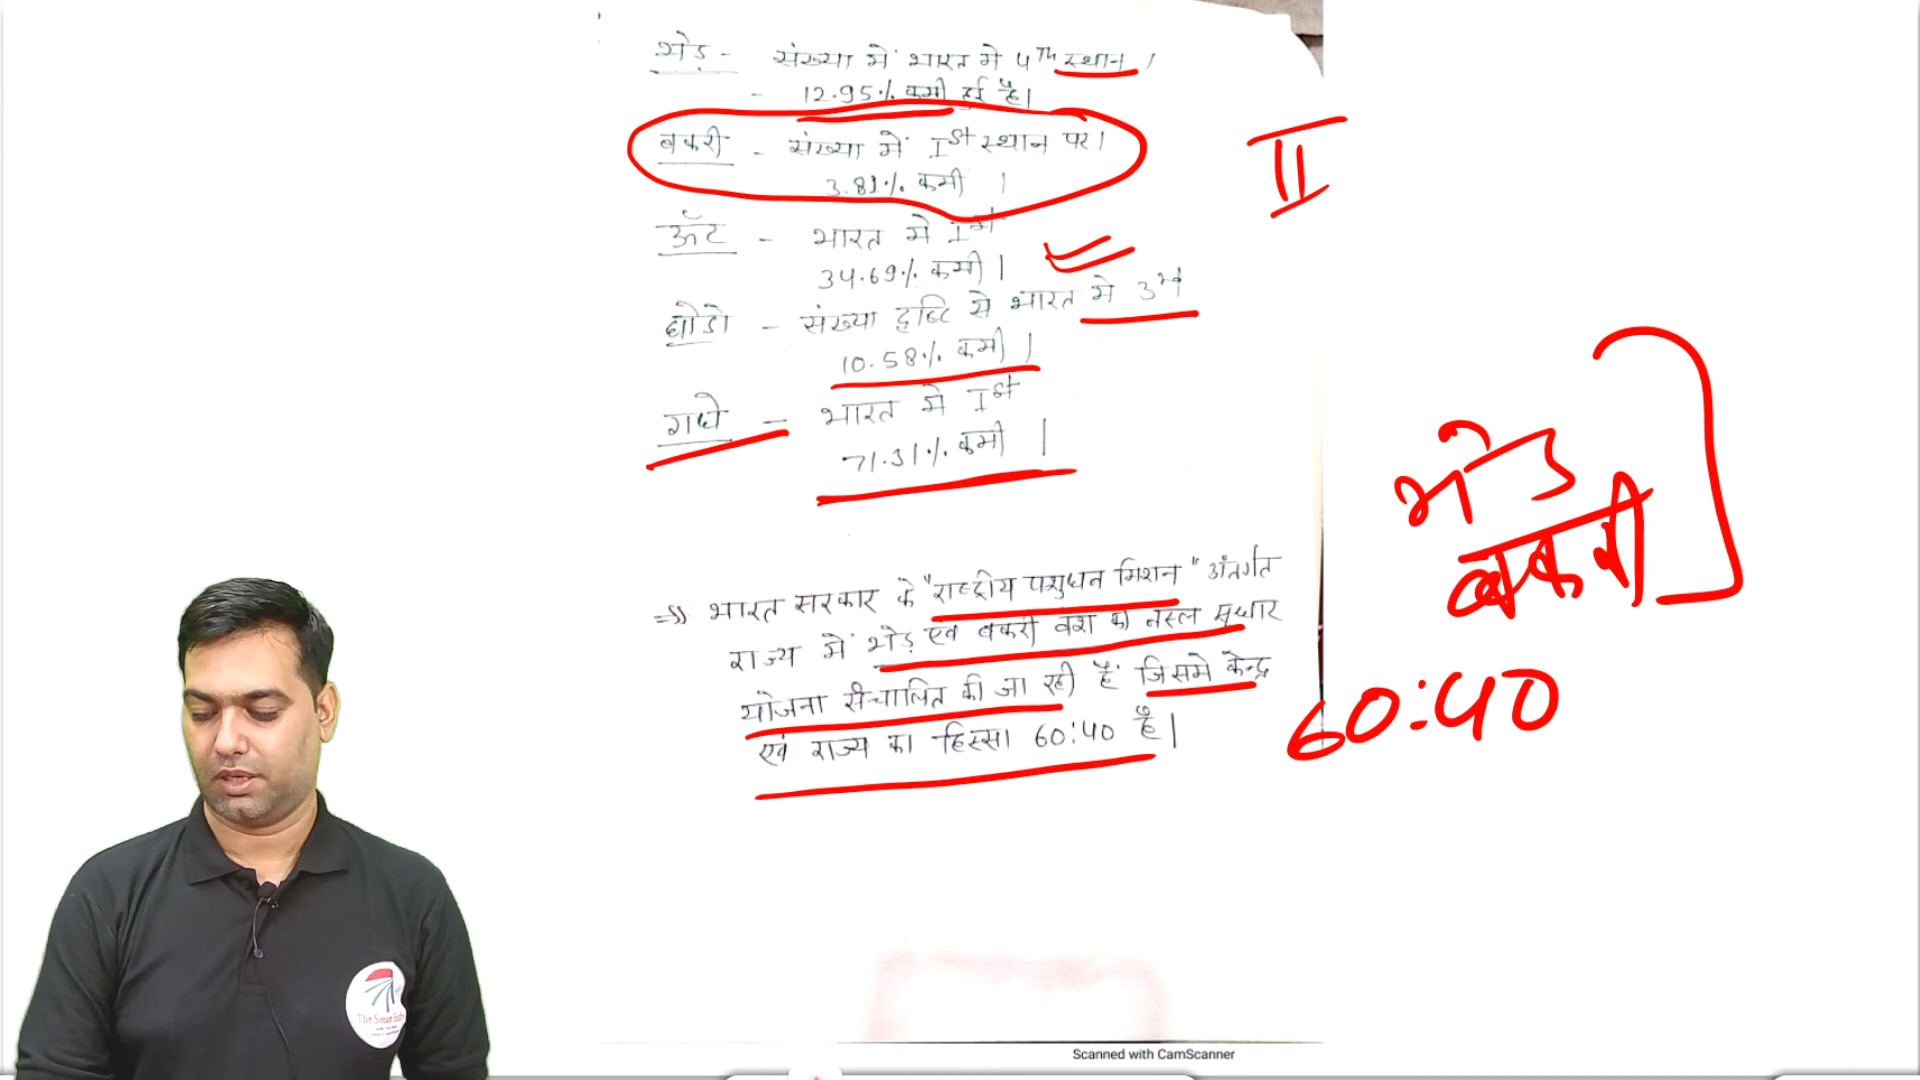 भेड़ - संख्या में भारत मे 4Th स्थान।
- 12.95% कमी हुई है।
बकरी - संख्या में Ist स्थान पर।
3.81% कमी ।
ऊँट - भारत मे Ist
34.69% कमी।
घोडो - संख्या दृष्टि से भारत मे 3rd
10.58% कमी।
गधे - भारत मे Ist
71.31% कमी।
II
भेड
बकरी
60:40
=>> भारत सरकार के "राष्ट्रीय पशुधन मिशन" अंतर्गत
राज्य में भेड़ एवं बकरी वंश की नस्ल सुधार
योजना संचालित की जा रही है जिसमे केन्द्र
एवं राज्य का हिस्सा 60:40 है।
Scanned with CamScanner